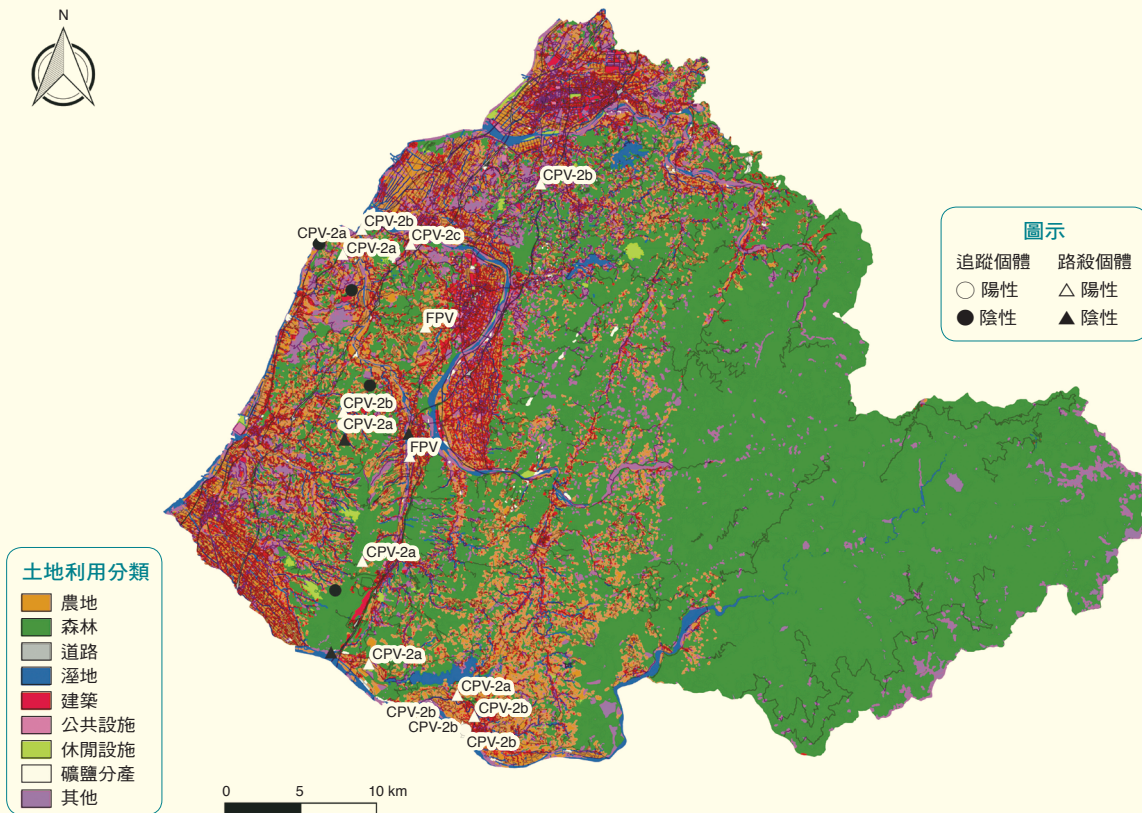 N
CPV-2b
CPV-2b
CPV-2a
CPV-2c
CPV-2a
FPV
CPV-2b
CPV-2a
FPV
CPV-2a
CPV-2a
CPV-2a
CPV-2b
CPV-2b
CPV-2b
CPV-2b
圖示
追蹤個體 路殺個體
陽性 陽性
陰性 陰性
土地利用分類
農地
森林
道路
溼地
建築
公共設施
休閒設施
礦鹽分產
其他
0 5 10 km